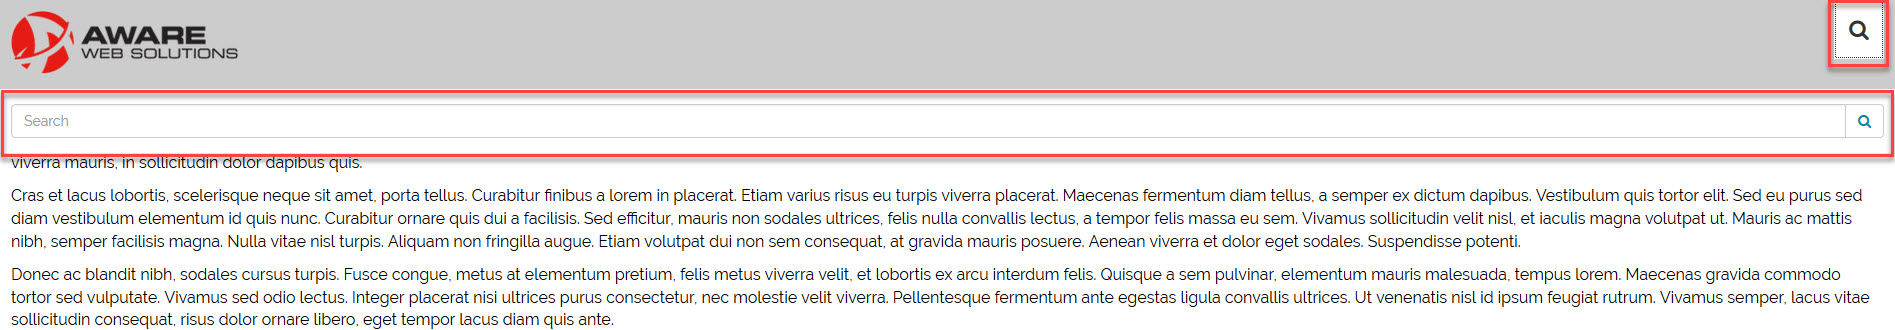 AWARE
WEB SOLUTIONS
Search
viverra mauris, in sollicitudin dolor dapibus quis.
Cras et lacus lobortis, scelerisque neque sit amet, porta tellus. Curabitur finibus a lorem in placerat. Etiam varius risus eu turpis viverra placerat. Maecenas fermentum diam tellus, a semper ex dictum dapibus. Vestibulum quis tortor elit. Sed eu purus sed
diam vestibulum elementum id quis nunc. Curabitur ornare quis dui a facilisis. Sed efficitur, mauris non sodales ultrices, felis nulla convallis lectus, a tempor felis massa eu sem. Vivamus sollicitudin velit nisl, et iaculis magna volutpat ut. Mauris ac mattis
nibh, semper facilisis magna. Nulla vitae nisl turpis. Aliquam non fringilla augue. Etiam volutpat dui non sem consequat, at gravida mauris posuere. Aenean viverra et dolor eget sodales. Suspendisse potenti.
Donec ac blandit nibh, sodales cursus turpis. Fusce congue, metus at elementum pretium, felis metus viverra velit, et lobortis ex arcu interdum felis. Quisque a sem pulvinar, elementum mauris malesuada, tempus lorem. Maecenas gravida commodo
tortor sed vulputate. Vivamus sed odio lectus. Integer placerat nisi ultrices purus consectetur, nec molestie velit viverra. Pellentesque fermentum ante egestas ligula convallis ultrices. Ut venenatis nisl id ipsum feugiat rutrum. Vivamus semper, lacus vitae
sollicitudin consequat, risus dolor ornare libero, eget tempor lacus diam quis ante.